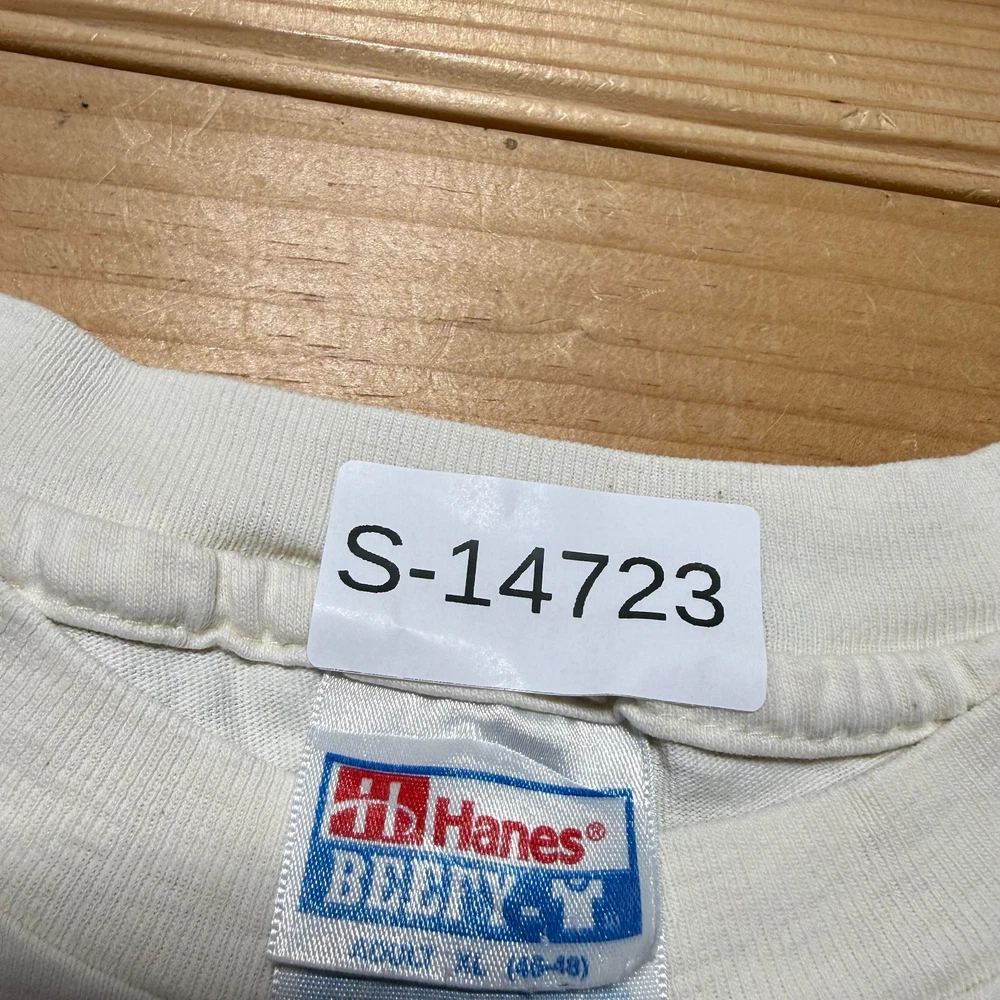 S-14723
Hanes®
BEEFY-T
ADULT XL (46-48)